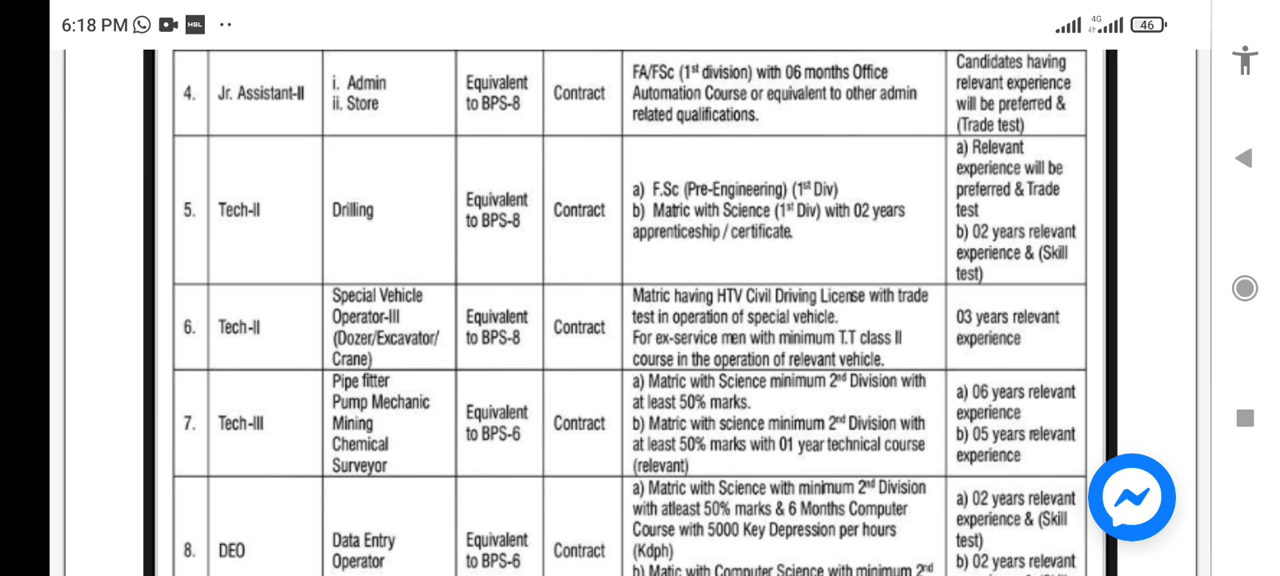 6:18 PM
HBL
4G
46
4. Jr. Assistant-II
i. Admin
ii. Store
Equivalent
to BPS-8
Contract
FA/FSc (1st division) with 06 months Office
Automation Course or equivalent to other admin
related qualifications.
Candidates having
relevant experience
will be preferred &
(Trade test)
5. Tech-II
Drilling
Equivalent
to BPS-8
Contract
a) F.Sc (Pre-Engineering) (1st Div)
b) Matric with Science (1st Div) with 02 years
apprenticeship / certificate.
a) Relevant
experience will be
preferred & Trade
test
b) 02 years relevant
experience & (Skill
test)
6. Tech-II
Special Vehicle
Operator-III
(Dozer/Excavator/
Crane)
Equivalent
to BPS-8
Contract
Matric having HTV Civil Driving License with trade
test in operation of special vehicle.
For ex-service men with minimum T.T class II
course in the operation of relevant vehicle.
03 years relevant
experience
7. Tech-III
Pipe fitter
Pump Mechanic
Mining
Chemical
Surveyor
Equivalent
to BPS-6
Contract
a) Matric with Science minimum 2nd Division with
at least 50% marks.
b) Matric with science minimum 2nd Division with
at least 50% marks with 01 year technical course
(relevant)
a) 06 years relevant
experience
b) 05 years relevant
experience
8. DEO
Data Entry
Operator
Equivalent
to BPS-6
Contract
a) Matric with Science with minimum 2nd Division
with atleast 50% marks & 6 Months Computer
Course with 5000 Key Depression per hours
(Kdph)
b) Matic with Computer Science with minimum 2nd
a) 02 years relevant
experience & (Skill
test)
b) 02 years relevant